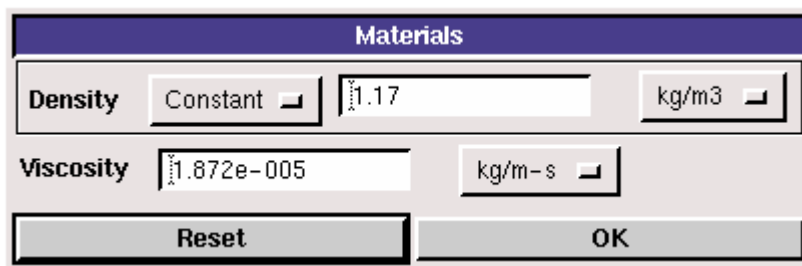 Materials
Density Constant 1.17 kg/m3
Viscosity 1.872e-005 kg/m-s
Reset OK